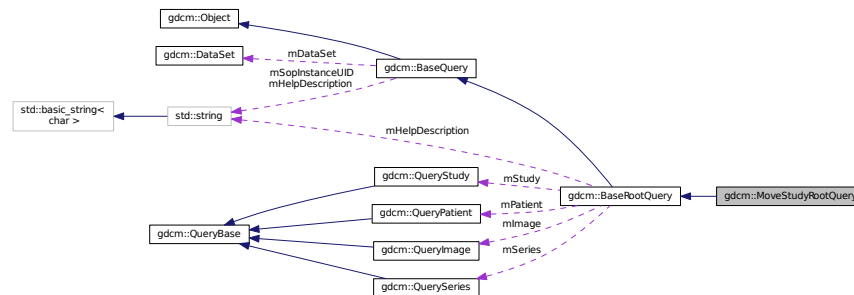 gdcm::Object
gdcm::DataSet
mDataSet
gdcm::BaseQuery
mSopInstanceUID
mHelpDescription
std::basic_string<
char >
std::string
mHelpDescription
gdcm::QueryStudy
mStudy
gdcm::BaseRootQuery
gdcm::MoveStudyRootQuery
mPatient
gdcm::QueryPatient
mImage
gdcm::QueryBase
gdcm::QueryImage
mSeries
gdcm::QuerySeries